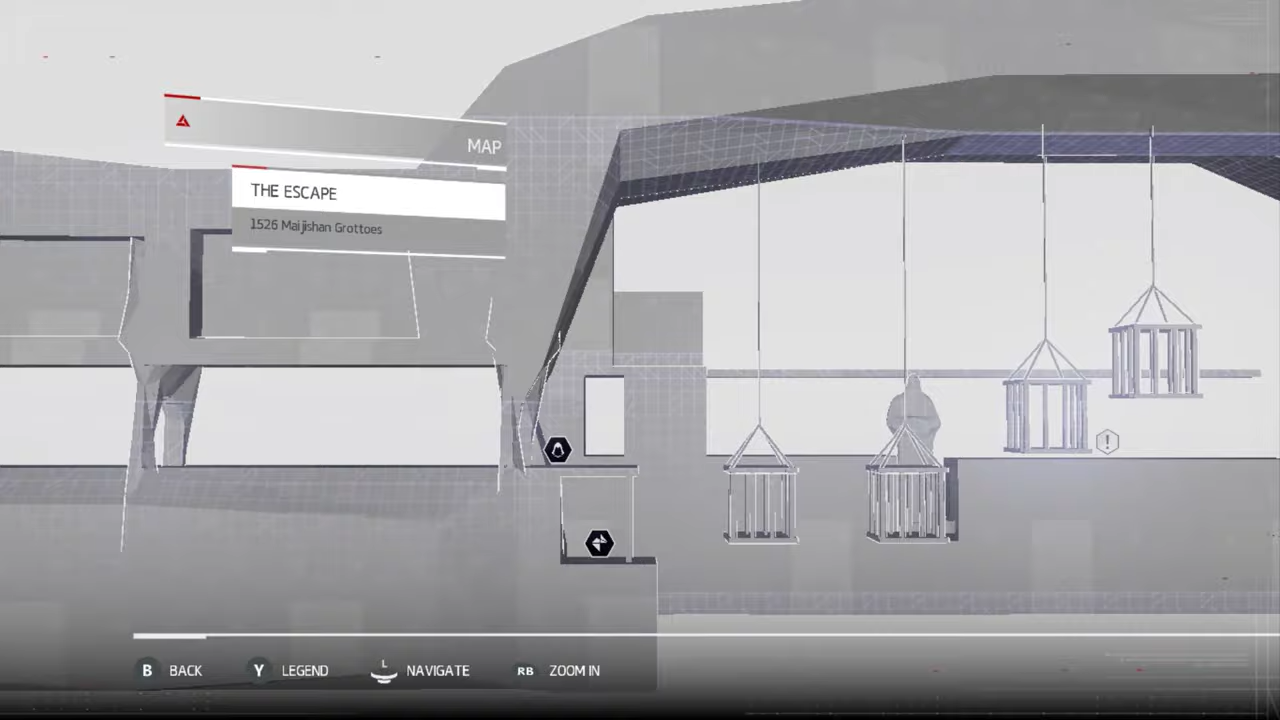 MAP
THE ESCAPE
1526 Maijishan Grottoes
!
B BACK
Y LEGEND
L NAVIGATE
RB ZOOM IN